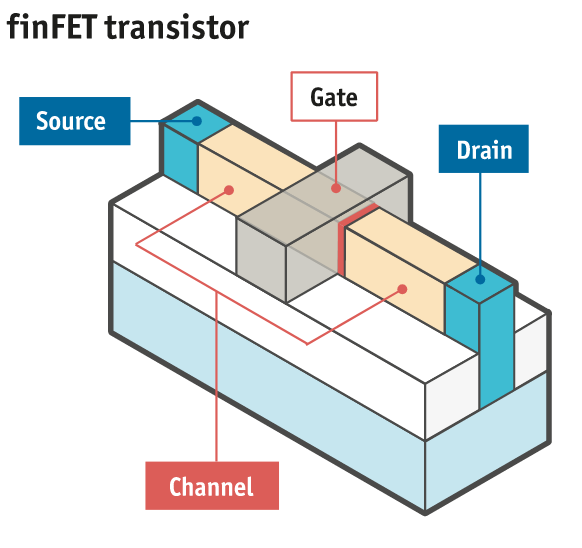 finFET transistor
Gate
Source
Drain
Channel